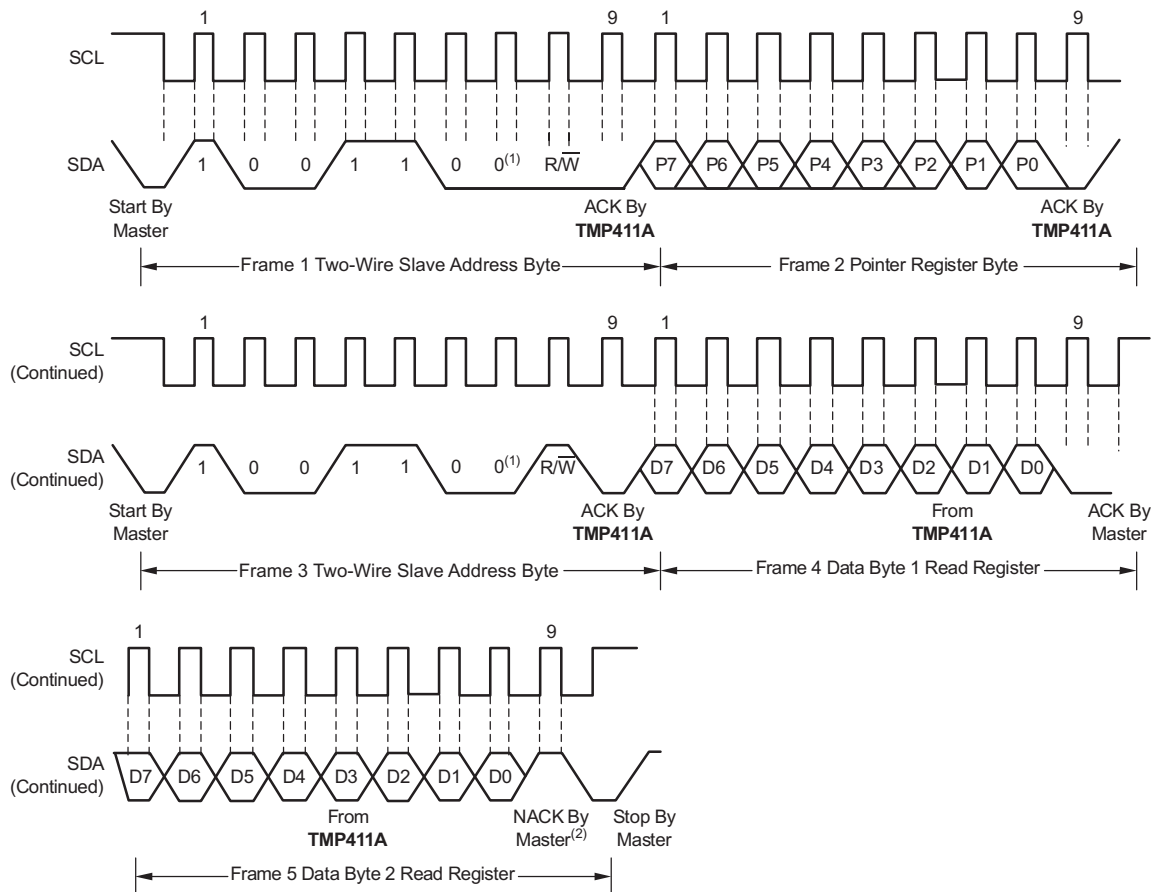 1 9 1 9
SCL
SDA 1 0 0 1 1 0 0(1) R/W̅ P7 P6 P5 P4 P3 P2 P1 P0
Start By Master
ACK By TMP411A
ACK By TMP411A
Frame 1 Two-Wire Slave Address Byte
Frame 2 Pointer Register Byte
1 9 1 9
SCL (Continued)
SDA (Continued) 1 0 0 1 1 0 0(1) R/W̅ D7 D6 D5 D4 D3 D2 D1 D0
Start By Master
ACK By TMP411A
From TMP411A
ACK By Master
Frame 3 Two-Wire Slave Address Byte
Frame 4 Data Byte 1 Read Register
1 9
SCL (Continued)
SDA (Continued) D7 D6 D5 D4 D3 D2 D1 D0
From TMP411A
NACK By Master(2)
Stop By Master
Frame 5 Data Byte 2 Read Register